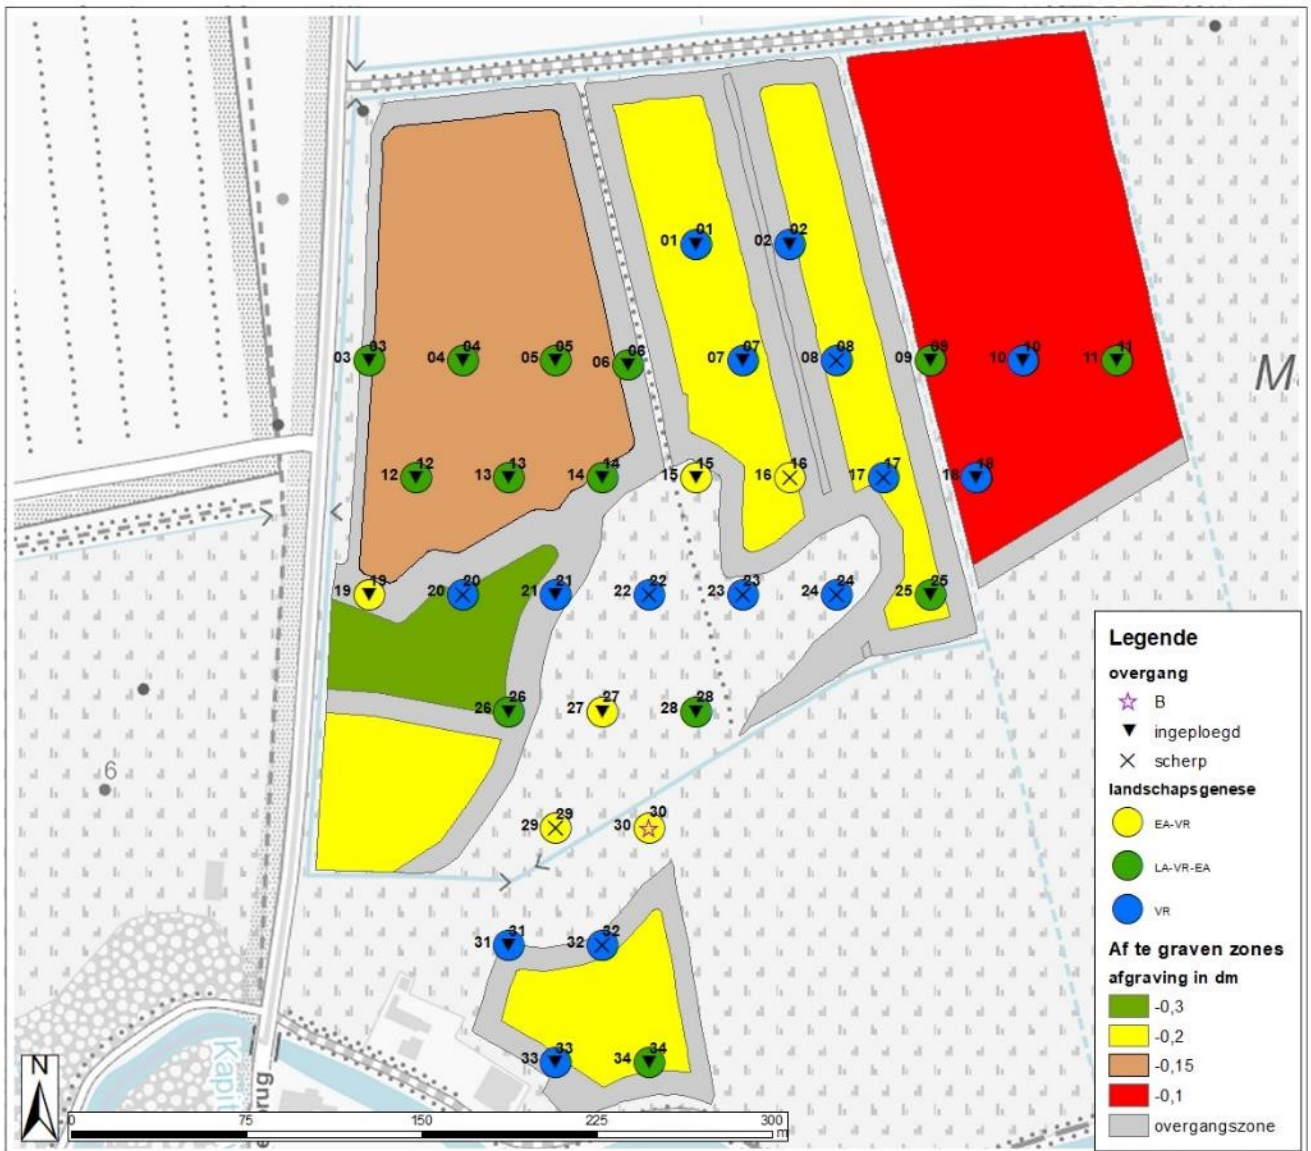 01 01
02 02
03 03
04 04
05 05
06 06
07 07
08 08
09 09
10 10
11 11
M
12 12
13 13
14 14
15 15
16 16
17 17
18 18
19 19
20 20
21 21
22 22
23 23
24 24
25 25
26 26
27 27
28 28
6
29 29
30 30
31 31
32 32
33 33
34 34
Kapit
rug
N
0 75 150 225 300
m
Legende
overgang
B
ingeploegd
scherp
landschapsgenese
EA-VR
LA-VR-EA
VR
Af te graven zones
afgraving in dm
-0,3
-0,2
-0,15
-0,1
overgangszone